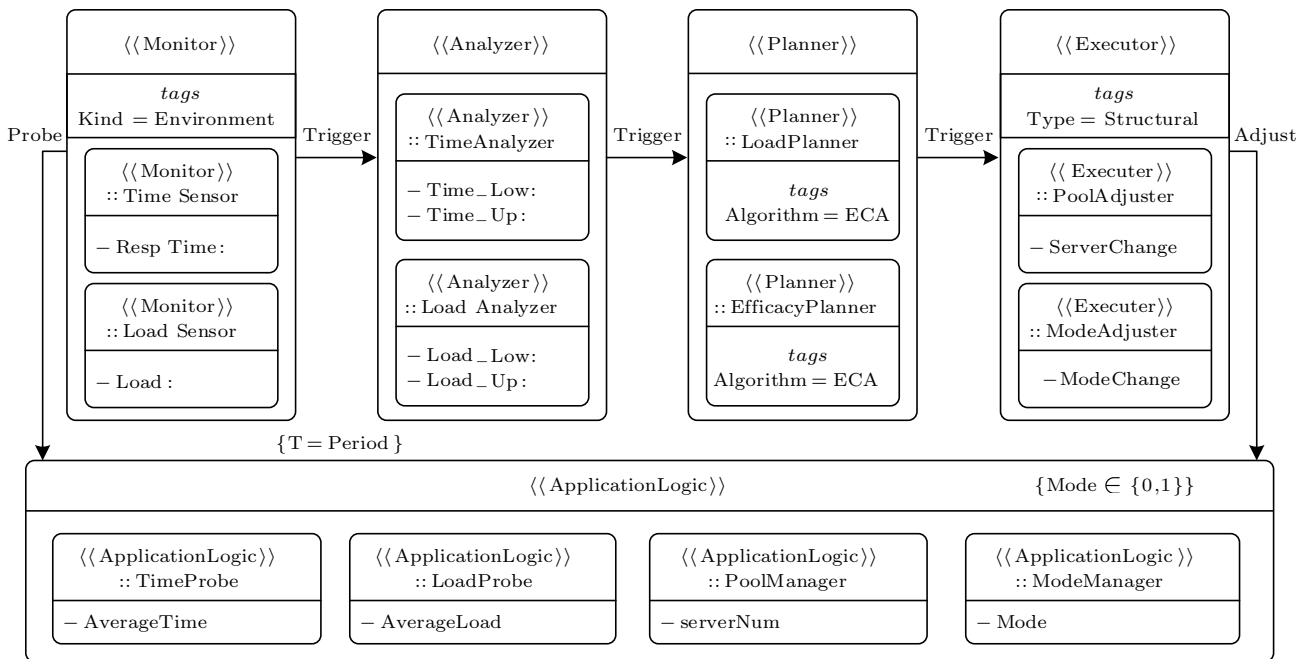 ⟨⟨Monitor⟩⟩
tags
Kind = Environment
⟨⟨Monitor⟩⟩
:: Time Sensor
− Resp Time:
⟨⟨Monitor⟩⟩
:: Load Sensor
− Load :
Probe
Trigger
⟨⟨Analyzer⟩⟩
⟨⟨Analyzer⟩⟩
:: TimeAnalyzer
− Time_Low:
− Time_Up:
⟨⟨Analyzer⟩⟩
:: Load Analyzer
− Load_Low:
− Load_Up:
Trigger
⟨⟨Planner⟩⟩
⟨⟨Planner⟩⟩
:: LoadPlanner
tags
Algorithm = ECA
⟨⟨Planner⟩⟩
:: EfficacyPlanner
tags
Algorithm = ECA
Trigger
⟨⟨Executor⟩⟩
tags
Type = Structural
⟨⟨Executer⟩⟩
:: PoolAdjuster
− ServerChange
⟨⟨Executer⟩⟩
:: ModeAdjuster
− ModeChange
Adjust
{T = Period }
⟨⟨ApplicationLogic⟩⟩
{Mode ∈ {0,1}}
⟨⟨ApplicationLogic⟩⟩
:: TimeProbe
− AverageTime
⟨⟨ApplicationLogic⟩⟩
:: LoadProbe
− AverageLoad
⟨⟨ApplicationLogic⟩⟩
:: PoolManager
− serverNum
⟨⟨ApplicationLogic⟩⟩
:: ModeManager
− Mode